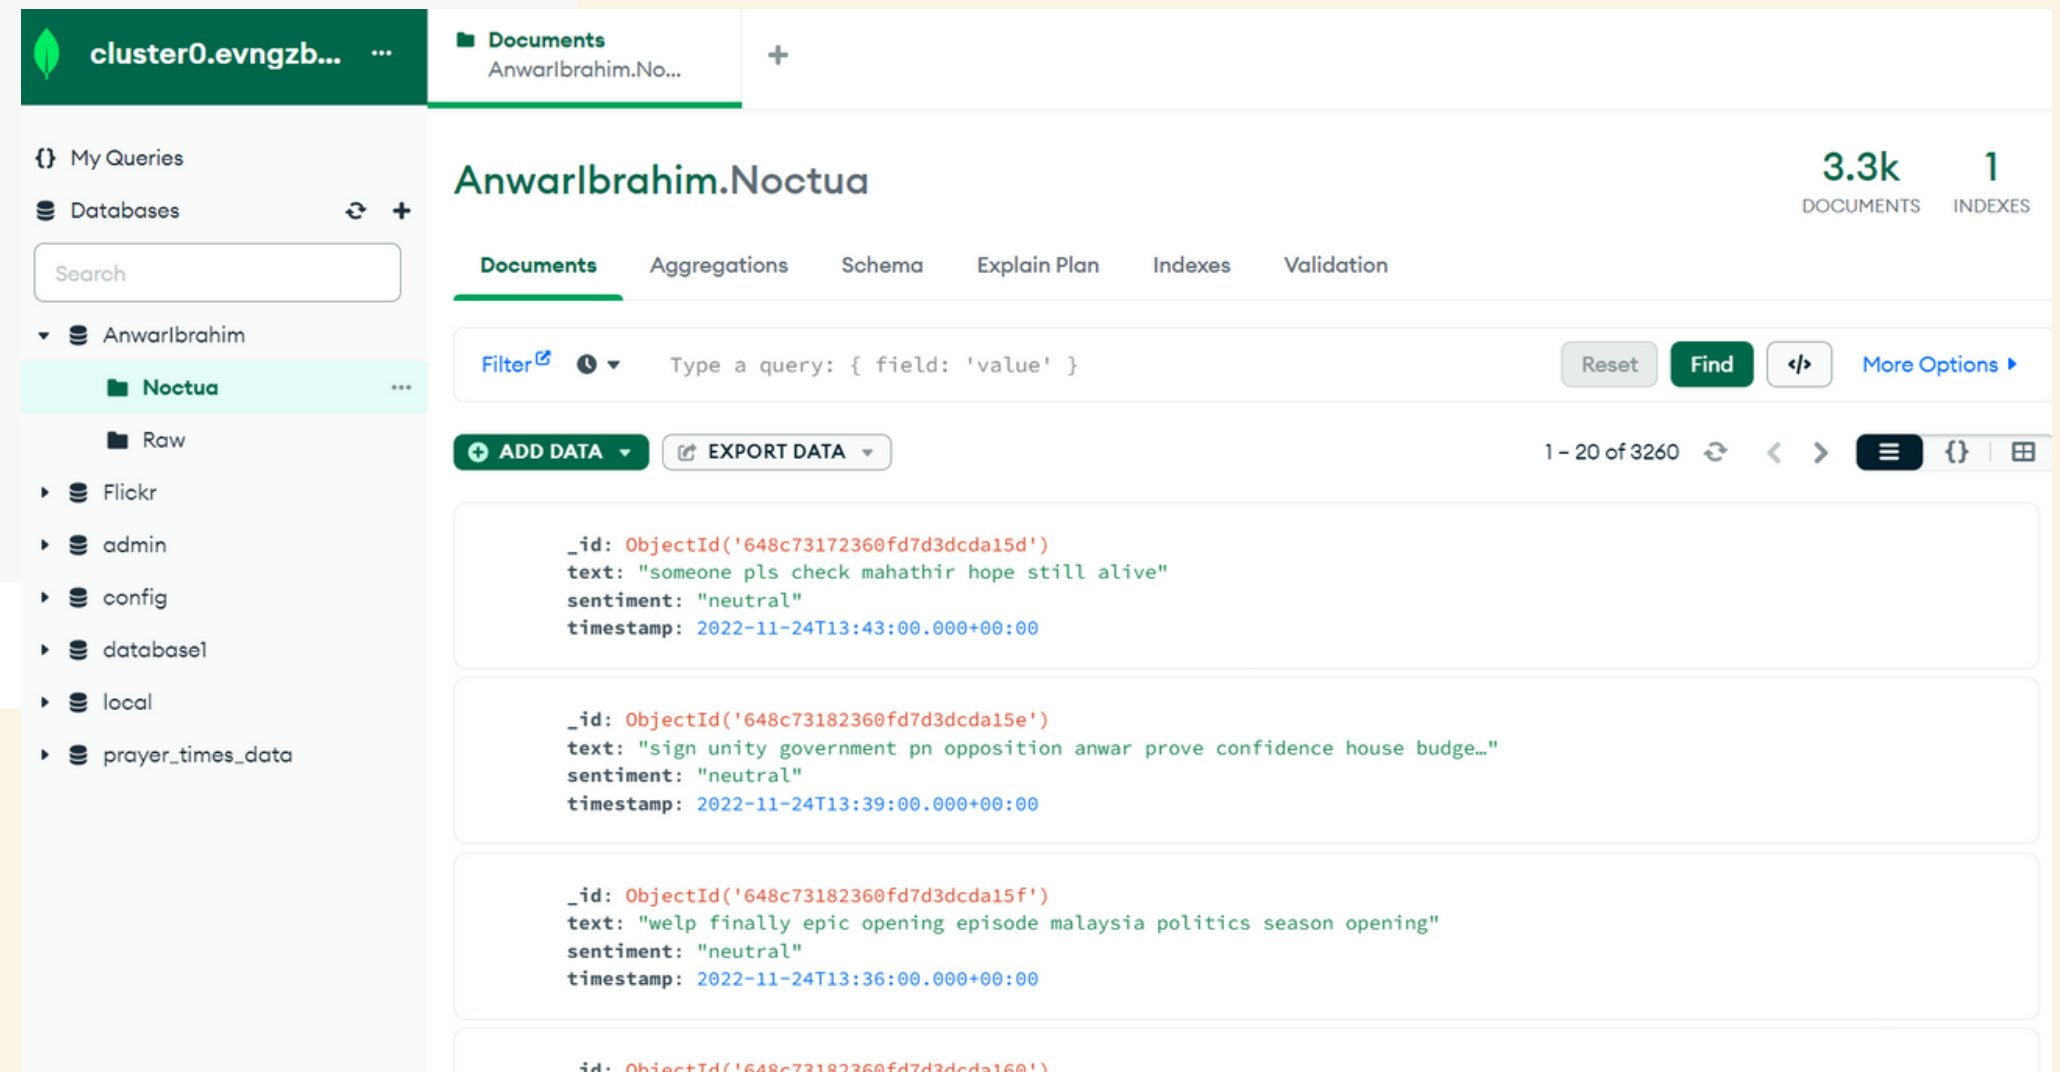 cluster0.evngzb... ...
Documents
AnwarIbrahim.No...
+
{} My Queries
Databases
Search
AnwarIbrahim
Noctua ...
Raw
Flickr
admin
config
database1
local
prayer_times_data
AnwarIbrahim.Noctua
3.3k 1
DOCUMENTS INDEXES
Documents Aggregations Schema Explain Plan Indexes Validation
Filter Type a query: { field: 'value' } Reset Find </> More Options
ADD DATA EXPORT DATA 1 – 20 of 3260 {}
_id: ObjectId('648c73172360fd7d3dcda15d')
text: "someone pls check mahathir hope still alive"
sentiment: "neutral"
timestamp: 2022-11-24T13:43:00.000+00:00
_id: ObjectId('648c73182360fd7d3dcda15e')
text: "sign unity government pn opposition anwar prove confidence house budge…"
sentiment: "neutral"
timestamp: 2022-11-24T13:39:00.000+00:00
_id: ObjectId('648c73182360fd7d3dcda15f')
text: "welp finally epic opening episode malaysia politics season opening"
sentiment: "neutral"
timestamp: 2022-11-24T13:36:00.000+00:00
_id: ObjectId('648c73182360fd7d3dcda160')